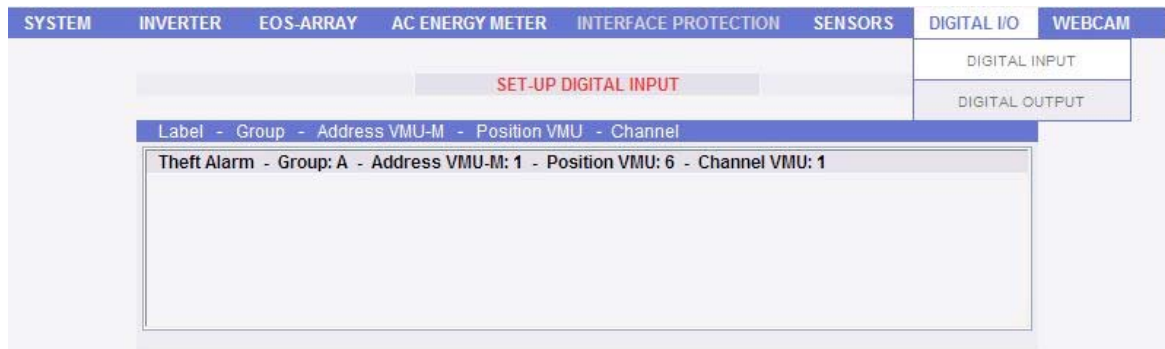 SYSTEM INVERTER EOS-ARRAY AC ENERGY METER INTERFACE PROTECTION SENSORS DIGITAL I/O WEBCAM
DIGITAL INPUT
DIGITAL OUTPUT
SET-UP DIGITAL INPUT
Label - Group - Address VMU-M - Position VMU - Channel
Theft Alarm - Group: A - Address VMU-M: 1 - Position VMU: 6 - Channel VMU: 1